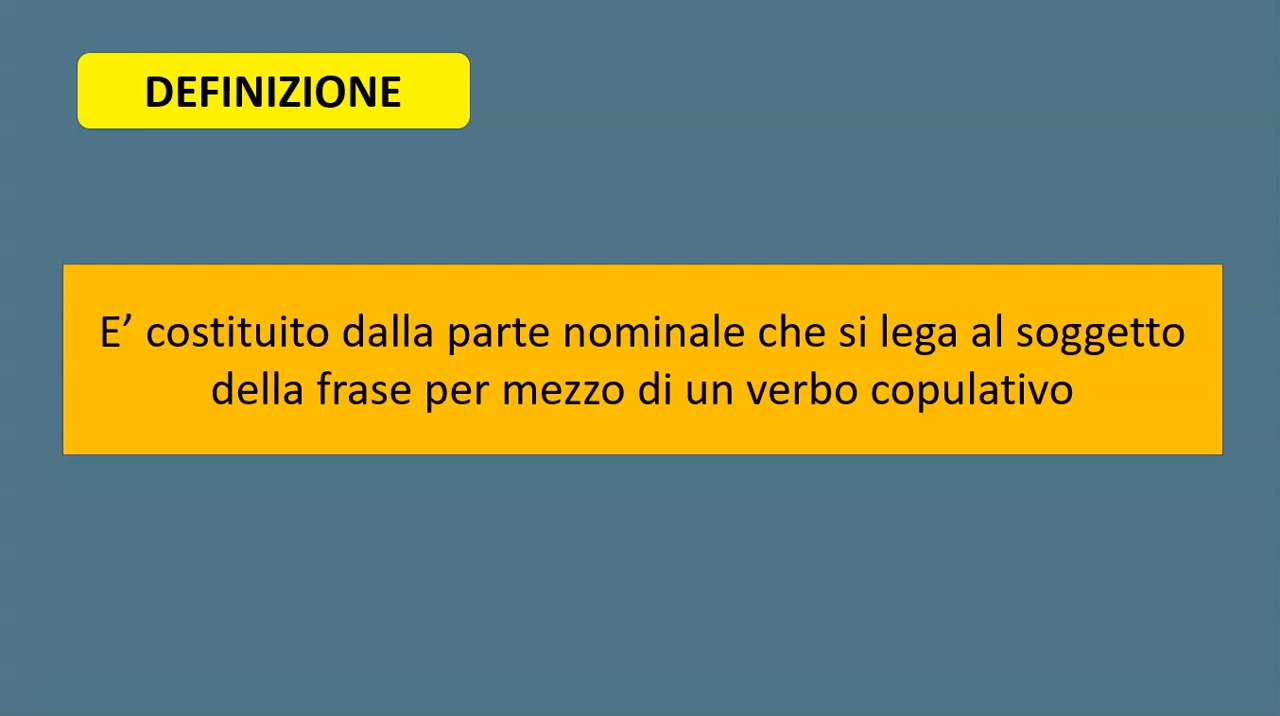 DEFINIZIONE
E’ costituito dalla parte nominale che si lega al soggetto
della frase per mezzo di un verbo copulativo